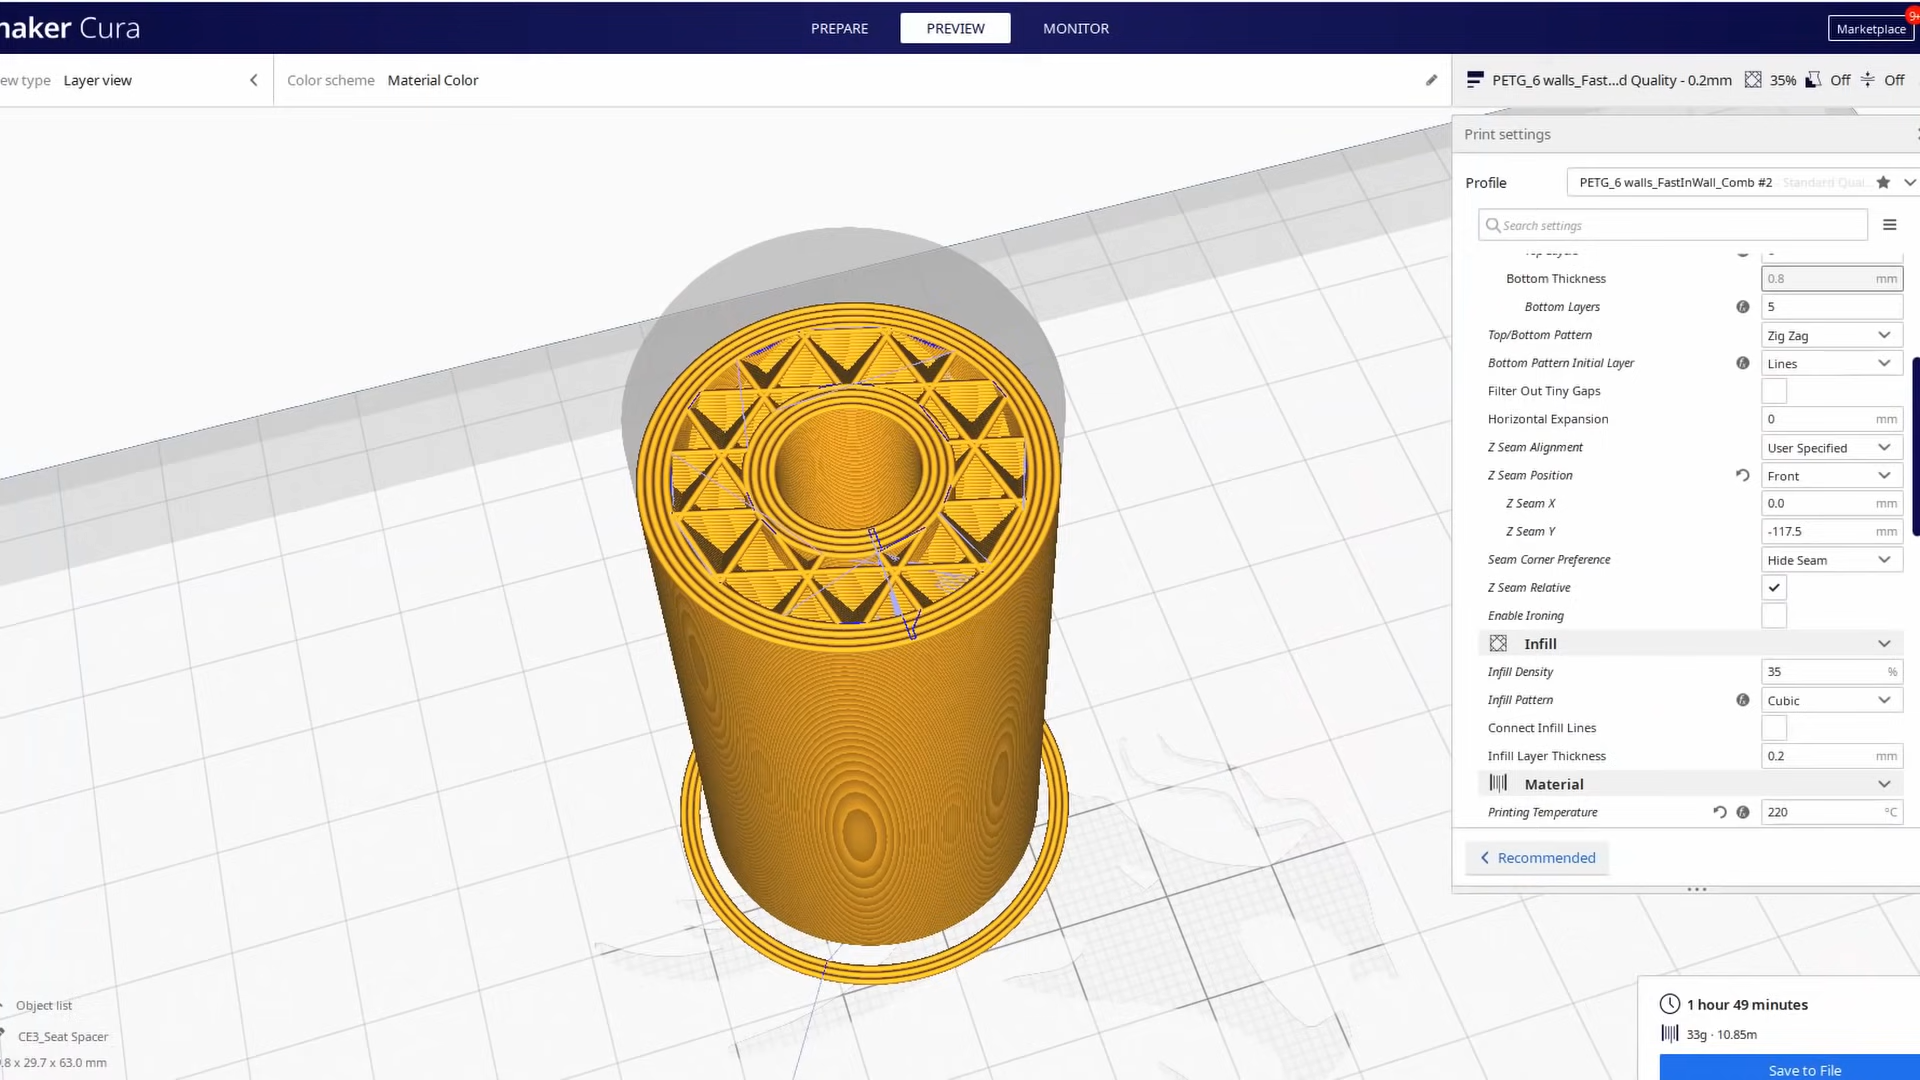 maker Cura
PREPARE
PREVIEW
MONITOR
Marketplace
9+
ew type Layer view
Color scheme Material Color
PETG_6 walls_Fast...d Quality - 0.2mm 35% Off Off
Print settings
Profile PETG_6 walls_FastInWall_Comb #2 - Standard Qual...
Search settings
Bottom Thickness 0.8 mm
Bottom Layers 5
Top/Bottom Pattern Zig Zag
Bottom Pattern Initial Layer Lines
Filter Out Tiny Gaps
Horizontal Expansion 0 mm
Z Seam Alignment User Specified
Z Seam Position Front
Z Seam X 0.0 mm
Z Seam Y -117.5 mm
Seam Corner Preference Hide Seam
Z Seam Relative
Enable Ironing
Infill
Infill Density 35 %
Infill Pattern Cubic
Connect Infill Lines
Infill Layer Thickness 0.2 mm
Material
Printing Temperature 220 °C
Recommended
Object list
CE3_Seat Spacer
.8 x 29.7 x 63.0 mm
1 hour 49 minutes
33g · 10.85m
Save to File